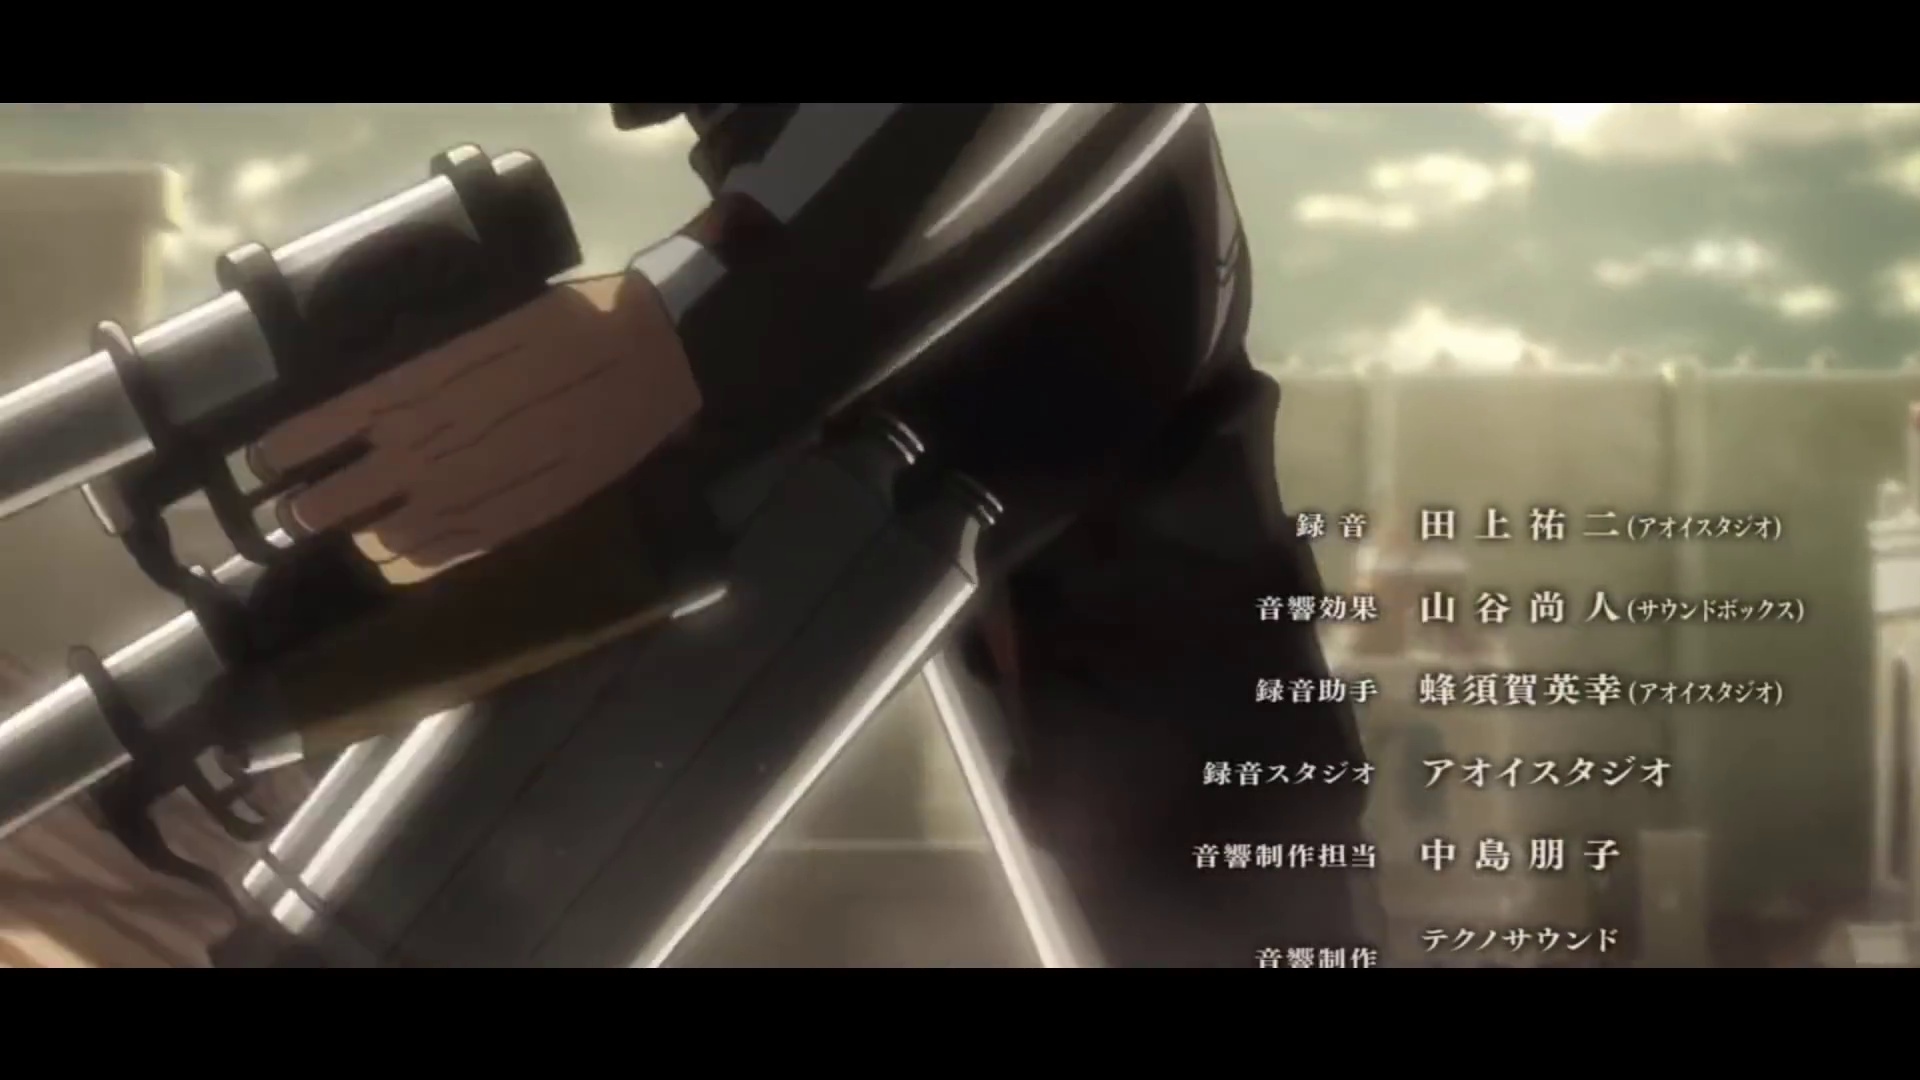 録音 田上祐二(アオイスタジオ)
音響効果 山谷尚人(サウンドボックス)
録音助手 蜂須賀英幸(アオイスタジオ)
録音スタジオ アオイスタジオ
音響制作担当 中島朋子
音響制作 テクノサウンド